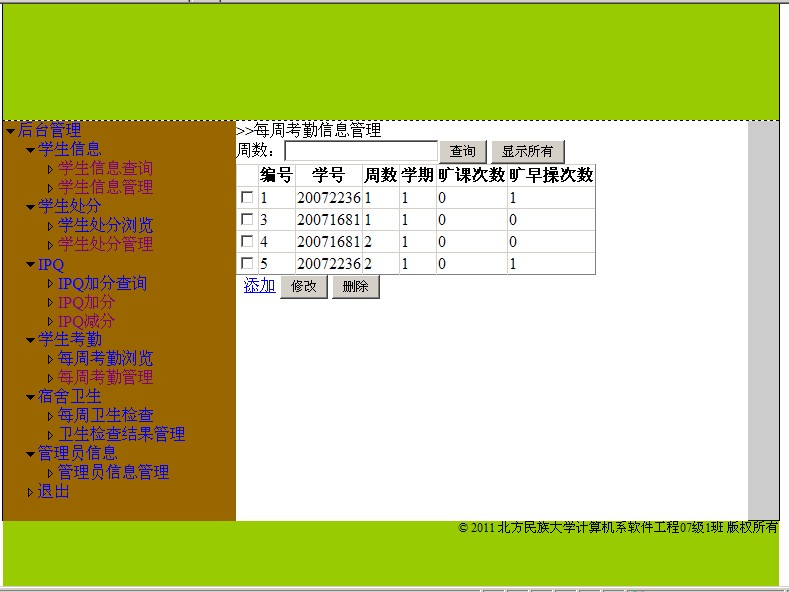 后台管理
学生信息
学生信息查询
学生信息管理
学生处分
学生处分浏览
学生处分管理
IPQ
IPQ加分查询
IPQ加分
IPQ减分
学生考勤
每周考勤浏览
每周考勤管理
宿舍卫生
每周卫生检查
卫生检查结果管理
管理员信息
管理员信息管理
退出
>>每周考勤信息管理
周数： 查询 显示所有
编号 学号 周数 学期 旷课次数 旷早操次数
1 20072236 1 1 0 1
3 20071681 1 1 0 0
4 20071681 2 1 0 0
5 20072236 2 1 0 1
添加 修改 删除
© 2011 北方民族大学计算机系软件工程07级1班 版权所有